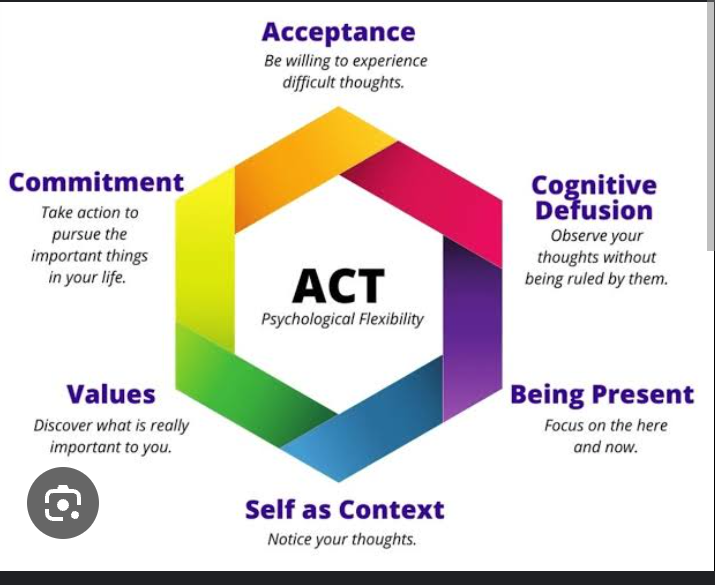 Acceptance
Be willing to experience
difficult thoughts.
Commitment
Take action to
pursue the
important things
in your life.
Cognitive
Defusion
Observe your
thoughts without
being ruled by them.
ACT
Psychological Flexibility
Values
Discover what is really
important to you.
Being Present
Focus on the here
and now.
Self as Context
Notice your thoughts.